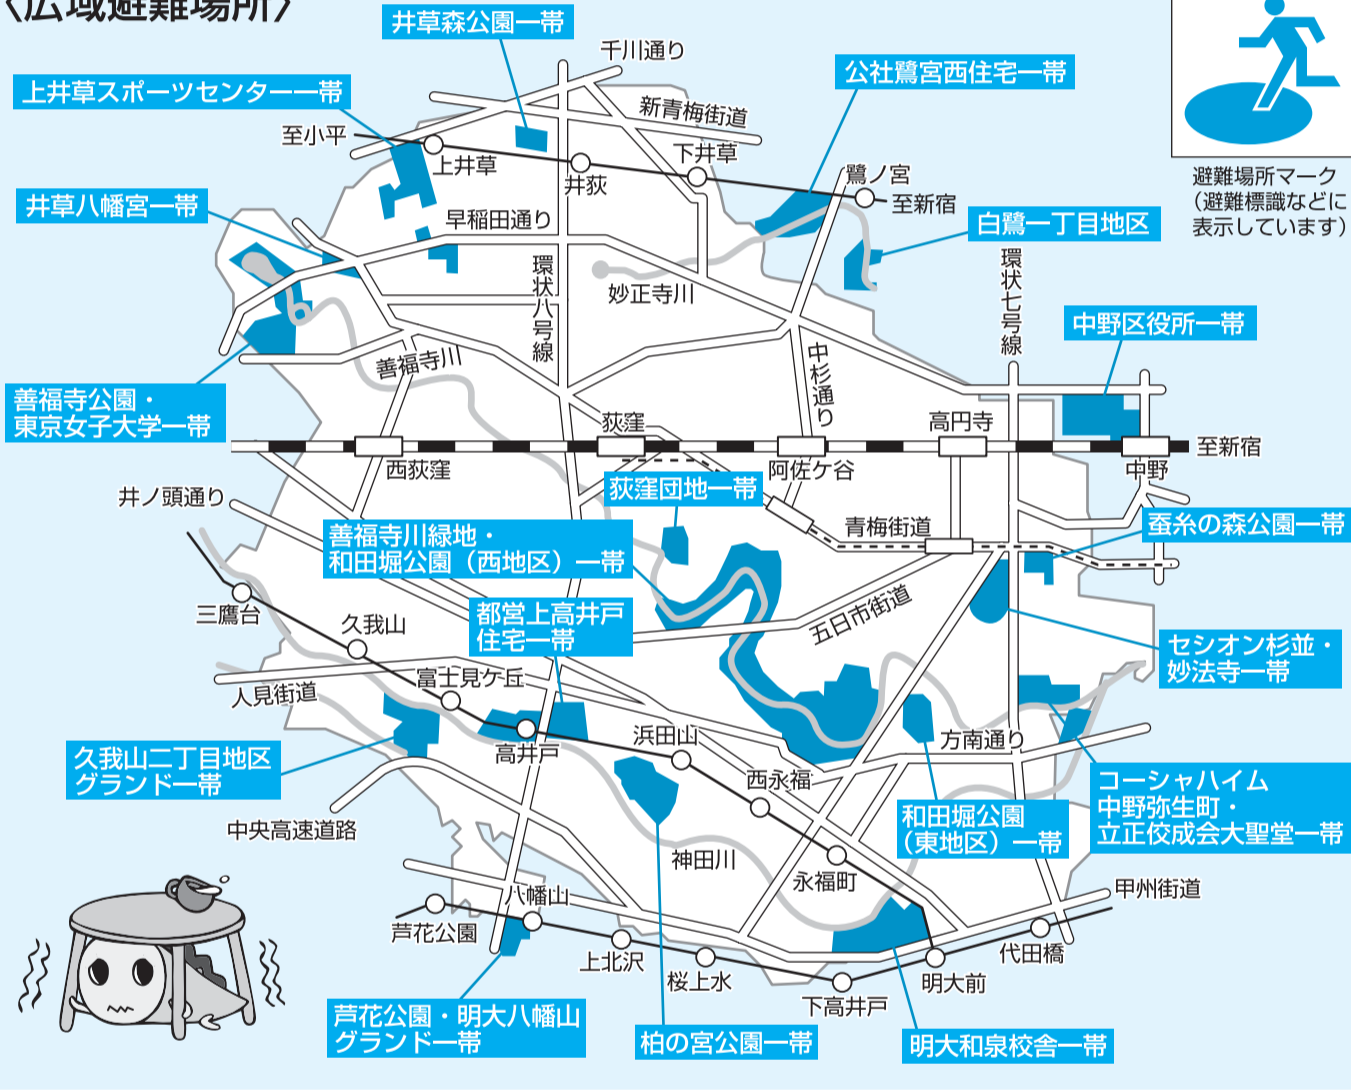 〈広域避難場所〉
井草森公園一帯
千川通り
公社鷺宮西住宅一帯
上井草スポーツセンター一帯
新青梅街道
至小平
上井草
井荻
下井草
鷺ノ宮
至新宿
避難場所マーク
（避難標識などに
表示しています）
井草八幡宮一帯
早稲田通り
白鷺一丁目地区
環状八号線
妙正寺川
環状七号線
中野区役所一帯
善福寺川
中杉通り
善福寺公園・
東京女子大学一帯
荻窪
高円寺
西荻窪
阿佐ケ谷
中野
至新宿
井ノ頭通り
荻窪団地一帯
青梅街道
蚕糸の森公園一帯
善福寺川緑地・
和田堀公園（西地区）一帯
三鷹台
久我山
都営上高井戸
住宅一帯
五日市街道
セシオン杉並・
妙法寺一帯
人見街道
富士見ケ丘
久我山二丁目地区
グランド一帯
高井戸
浜田山
方南通り
西永福
コーシャハイム
中野弥生町・
立正佼成会大聖堂一帯
和田堀公園
（東地区）一帯
中央高速道路
神田川
永福町
甲州街道
八幡山
芦花公園
上北沢
桜上水
下高井戸
明大前
代田橋
芦花公園・明大八幡山
グランド一帯
柏の宮公園一帯
明大和泉校舎一帯